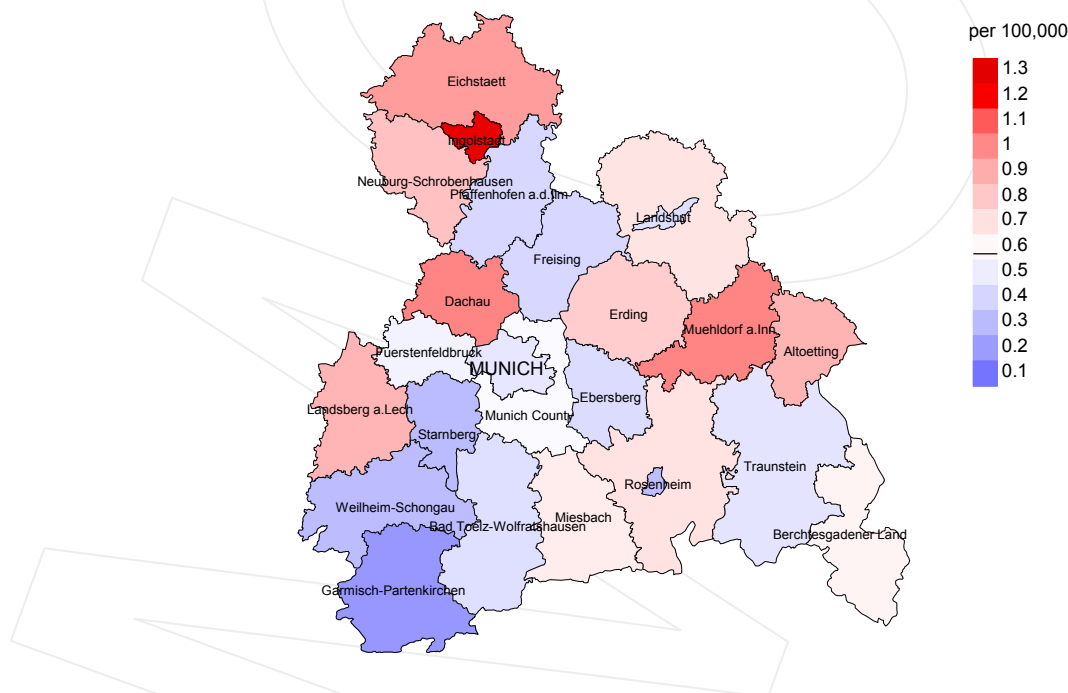 per 100,000
1.3
1.2
1.1
1
0.9
0.8
0.7
0.6
0.5
0.4
0.3
0.2
0.1
Eichstaett
Ingolstadt
Neuburg-Schrobenhausen
Pfaffenhofen a.d.Ilm
Landshut
Freising
Dachau
Erding
Muehldorf a.Inn
Altoetting
Fuerstenfeldbruck
MUNICH
Ebersberg
Landsberg a.Lech
Munich County
Starnberg
Traunstein
Rosenheim
Weilheim-Schongau
Miesbach
Bad Toelz-Wolfratshausen
Berchtesgadener Land
Garmisch-Partenkirchen